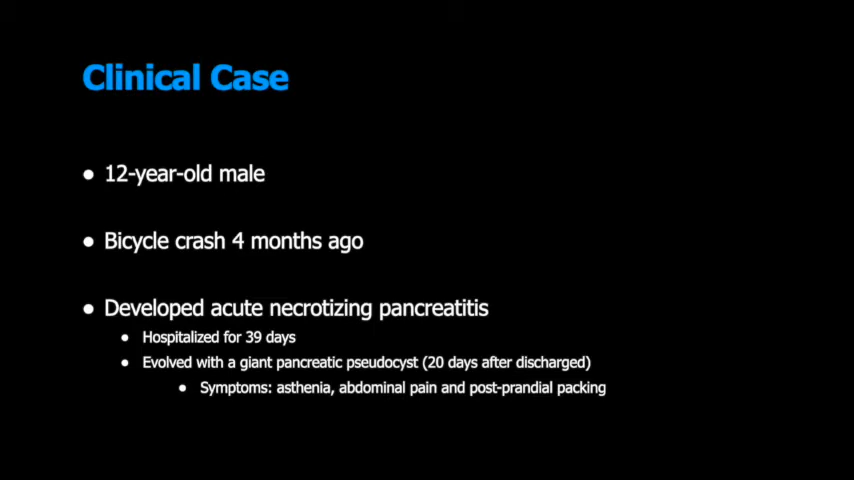 Clinical Case
• 12-year-old male
• Bicycle crash 4 months ago
• Developed acute necrotizing pancreatitis
• Hospitalized for 39 days
• Evolved with a giant pancreatic pseudocyst (20 days after discharged)
• Symptoms: asthenia, abdominal pain and post-prandial packing